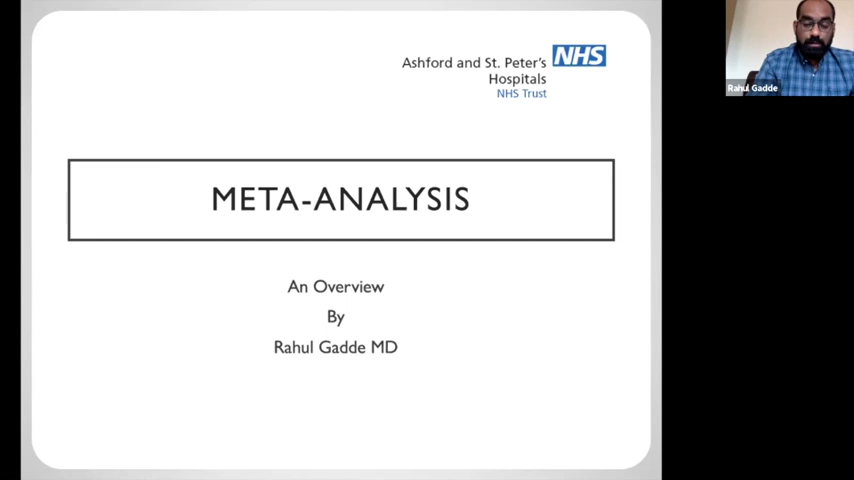 Ashford and St. Peter's NHS
Hospitals
NHS Trust
META-ANALYSIS
An Overview
By
Rahul Gadde MD
Rahul Gadde